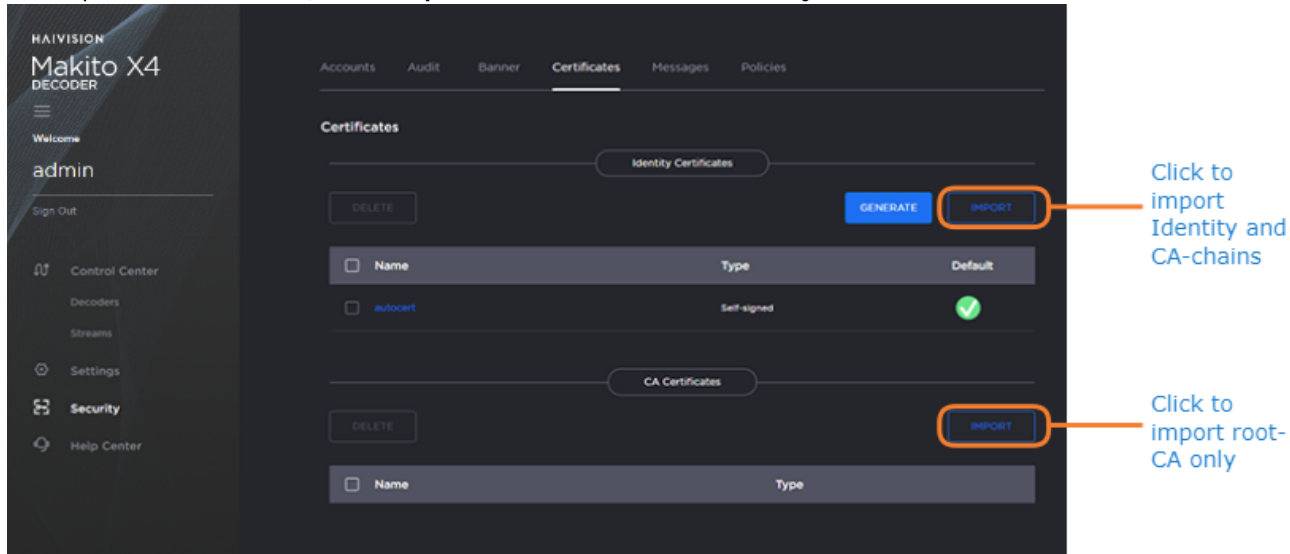 HAIVISION
Makito X4
DECODER
Welcome
admin
Sign Out
Control Center
Decoders
Streams
Settings
Security
Help Center
Accounts Audit Banner Certificates Messages Policies
Certificates
Identity Certificates
DELETE GENERATE IMPORT
Name Type Default
autocert Self-signed
CA Certificates
DELETE IMPORT
Name Type
Click to
import
Identity and
CA-chains
Click to
import root-
CA only